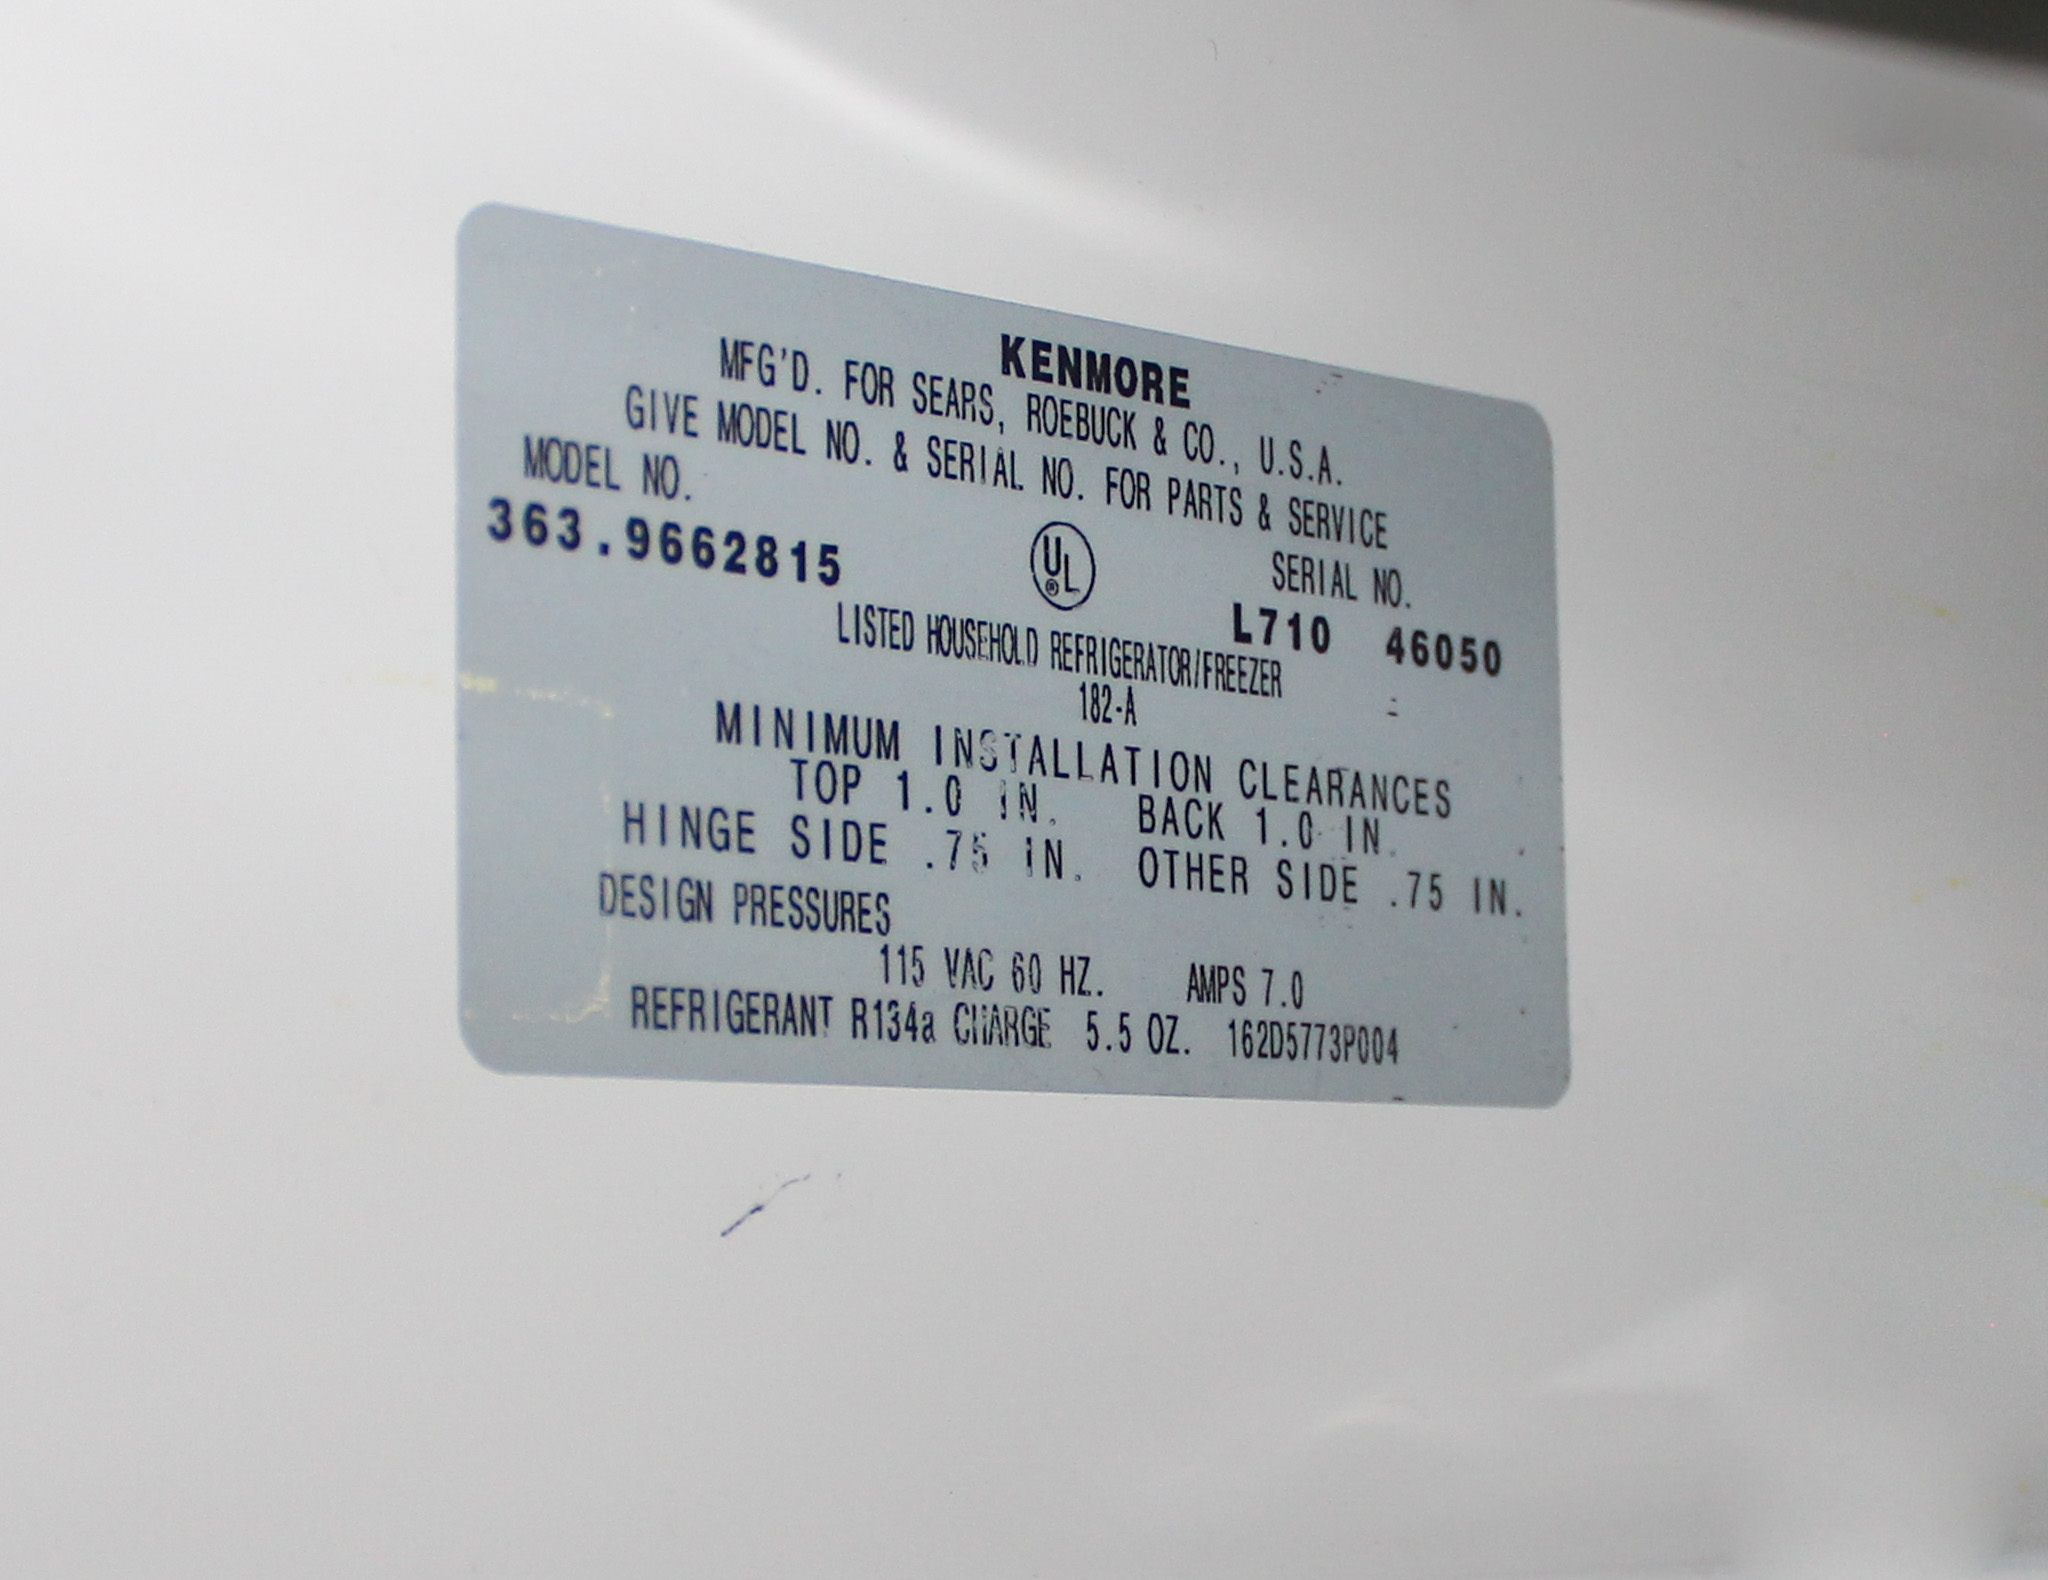 KENMORE
MFG'D. FOR SEARS, ROEBUCK & CO., U.S.A.
GIVE MODEL NO. & SERIAL NO. FOR PARTS & SERVICE
MODEL NO.
363.9662815
UL®
SERIAL NO.
L710 46050
LISTED HOUSEHOLD REFRIGERATOR/FREEZER
182-A
MINIMUM INSTALLATION CLEARANCES
TOP 1.0 IN. BACK 1.0 IN.
HINGE SIDE .75 IN. OTHER SIDE .75 IN.
DESIGN PRESSURES
115 VAC 60 HZ. AMPS 7.0
REFRIGERANT R134a CHARGE 5.5 OZ. 162D5773P004